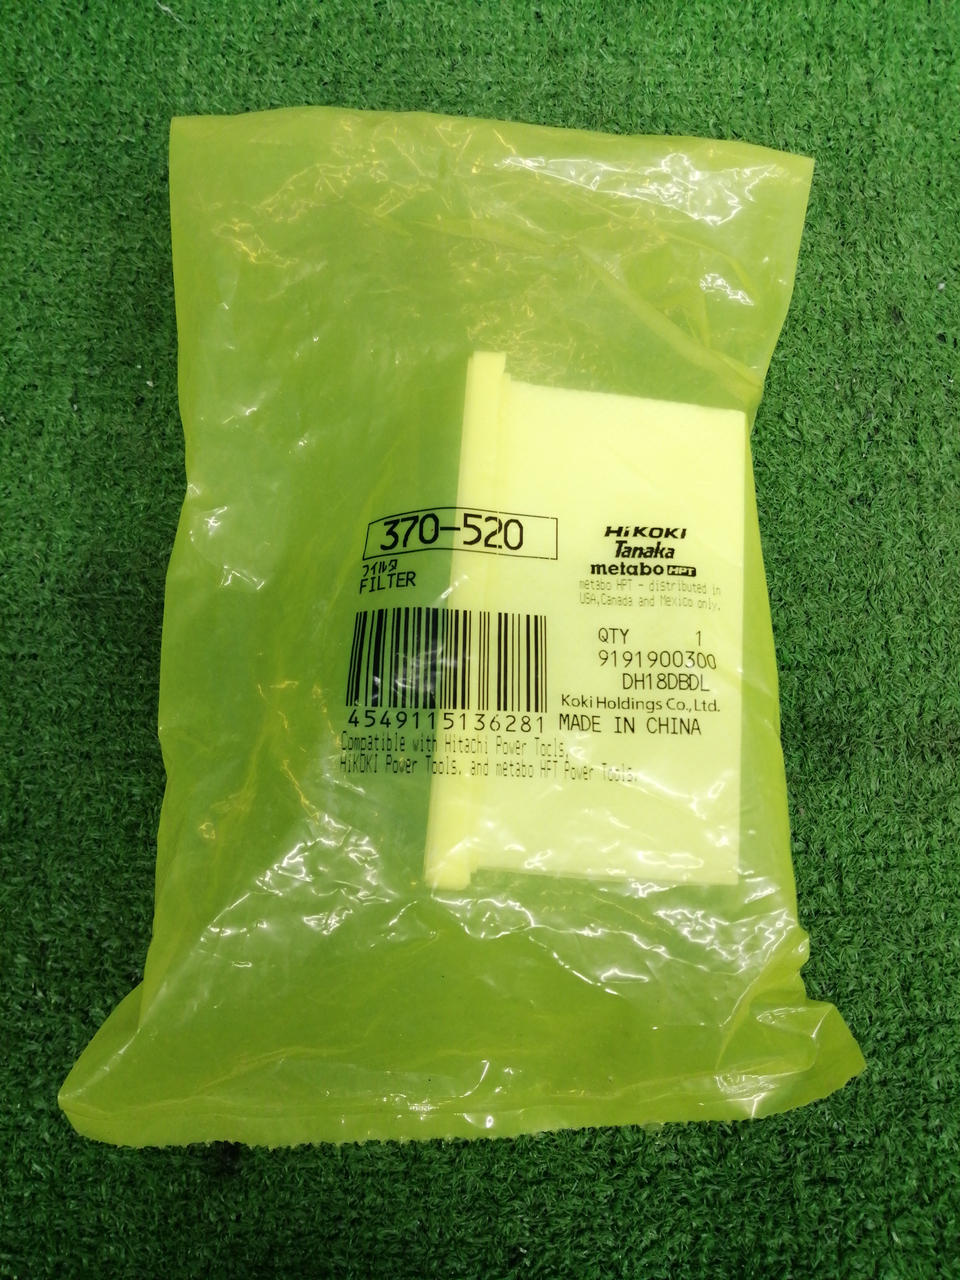 370-520
フィルタ
FILTER
4549115136281
Compatible with Hitachi Power Tools,
HiKOKI Power Tools, and metabo HPT Power Tools.
HiKOKI
Tanaka
metabo HPT
metabo HPT - distributed in
USA, Canada and Mexico only.
QTY 1
9191900300
DH18DBDL
Koki Holdings Co., Ltd.
MADE IN CHINA